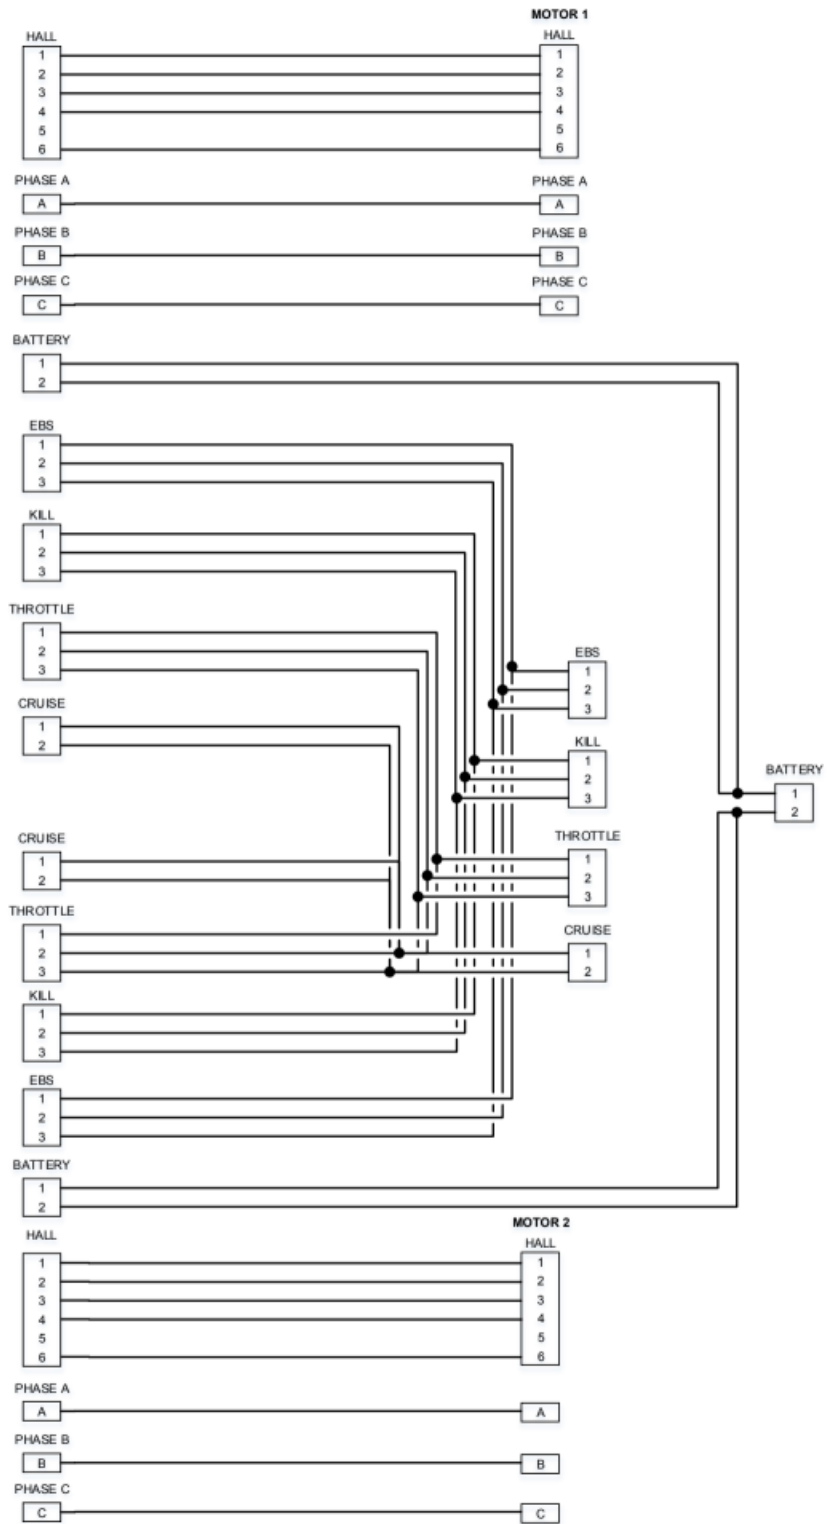 MOTOR 1
HALL
HALL
1 1
2 2
3 3
4 4
5 5
6 6
PHASE A PHASE A
A A
PHASE B PHASE B
B B
PHASE C PHASE C
C C
BATTERY
1
2
EBS
1
2
3
KILL
1
2
3
THROTTLE
1
2
3
EBS
1
2
3
CRUISE
1
2
KILL
1
2
3
BATTERY
1
2
CRUISE
1
2
THROTTLE
1
2
3
THROTTLE
1
2
3
CRUISE
1
2
KILL
1
2
3
EBS
1
2
3
BATTERY
1
2
MOTOR 2
HALL
HALL
1 1
2 2
3 3
4 4
5 5
6 6
PHASE A
A A
PHASE B
B B
PHASE C
C C